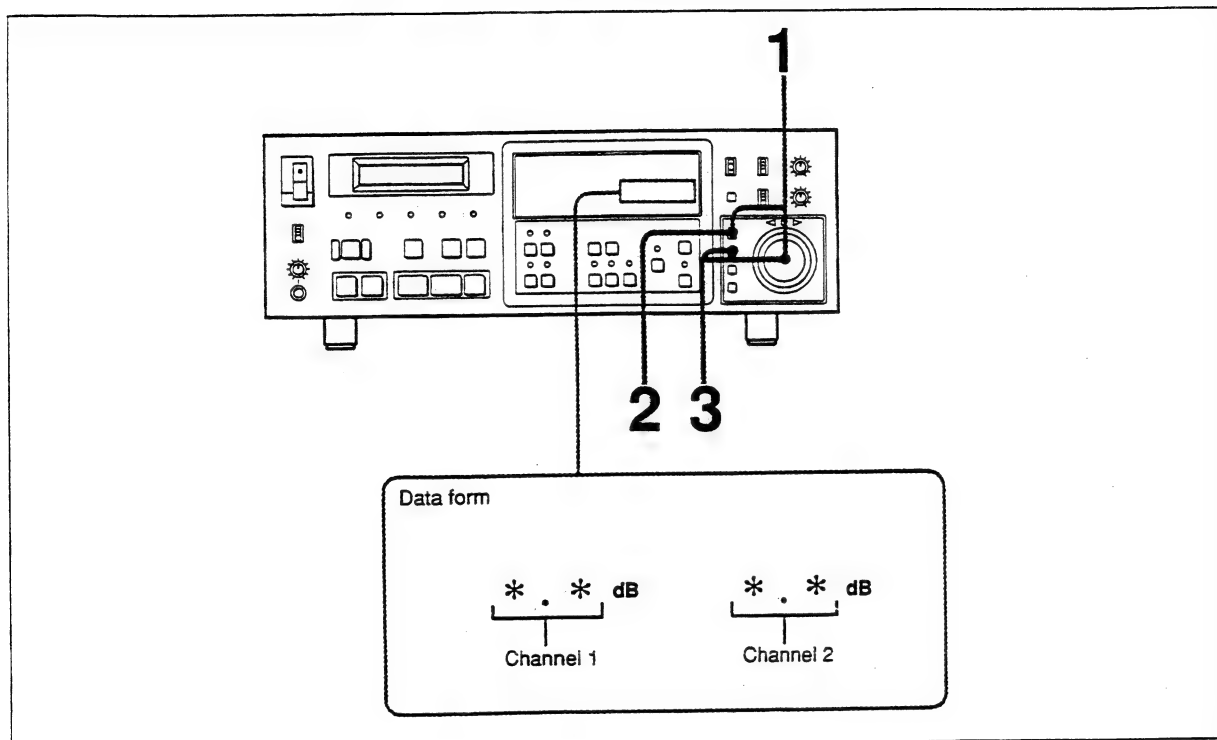 1
2 3
Data form
* . * dB * . * dB
Channel 1 Channel 2